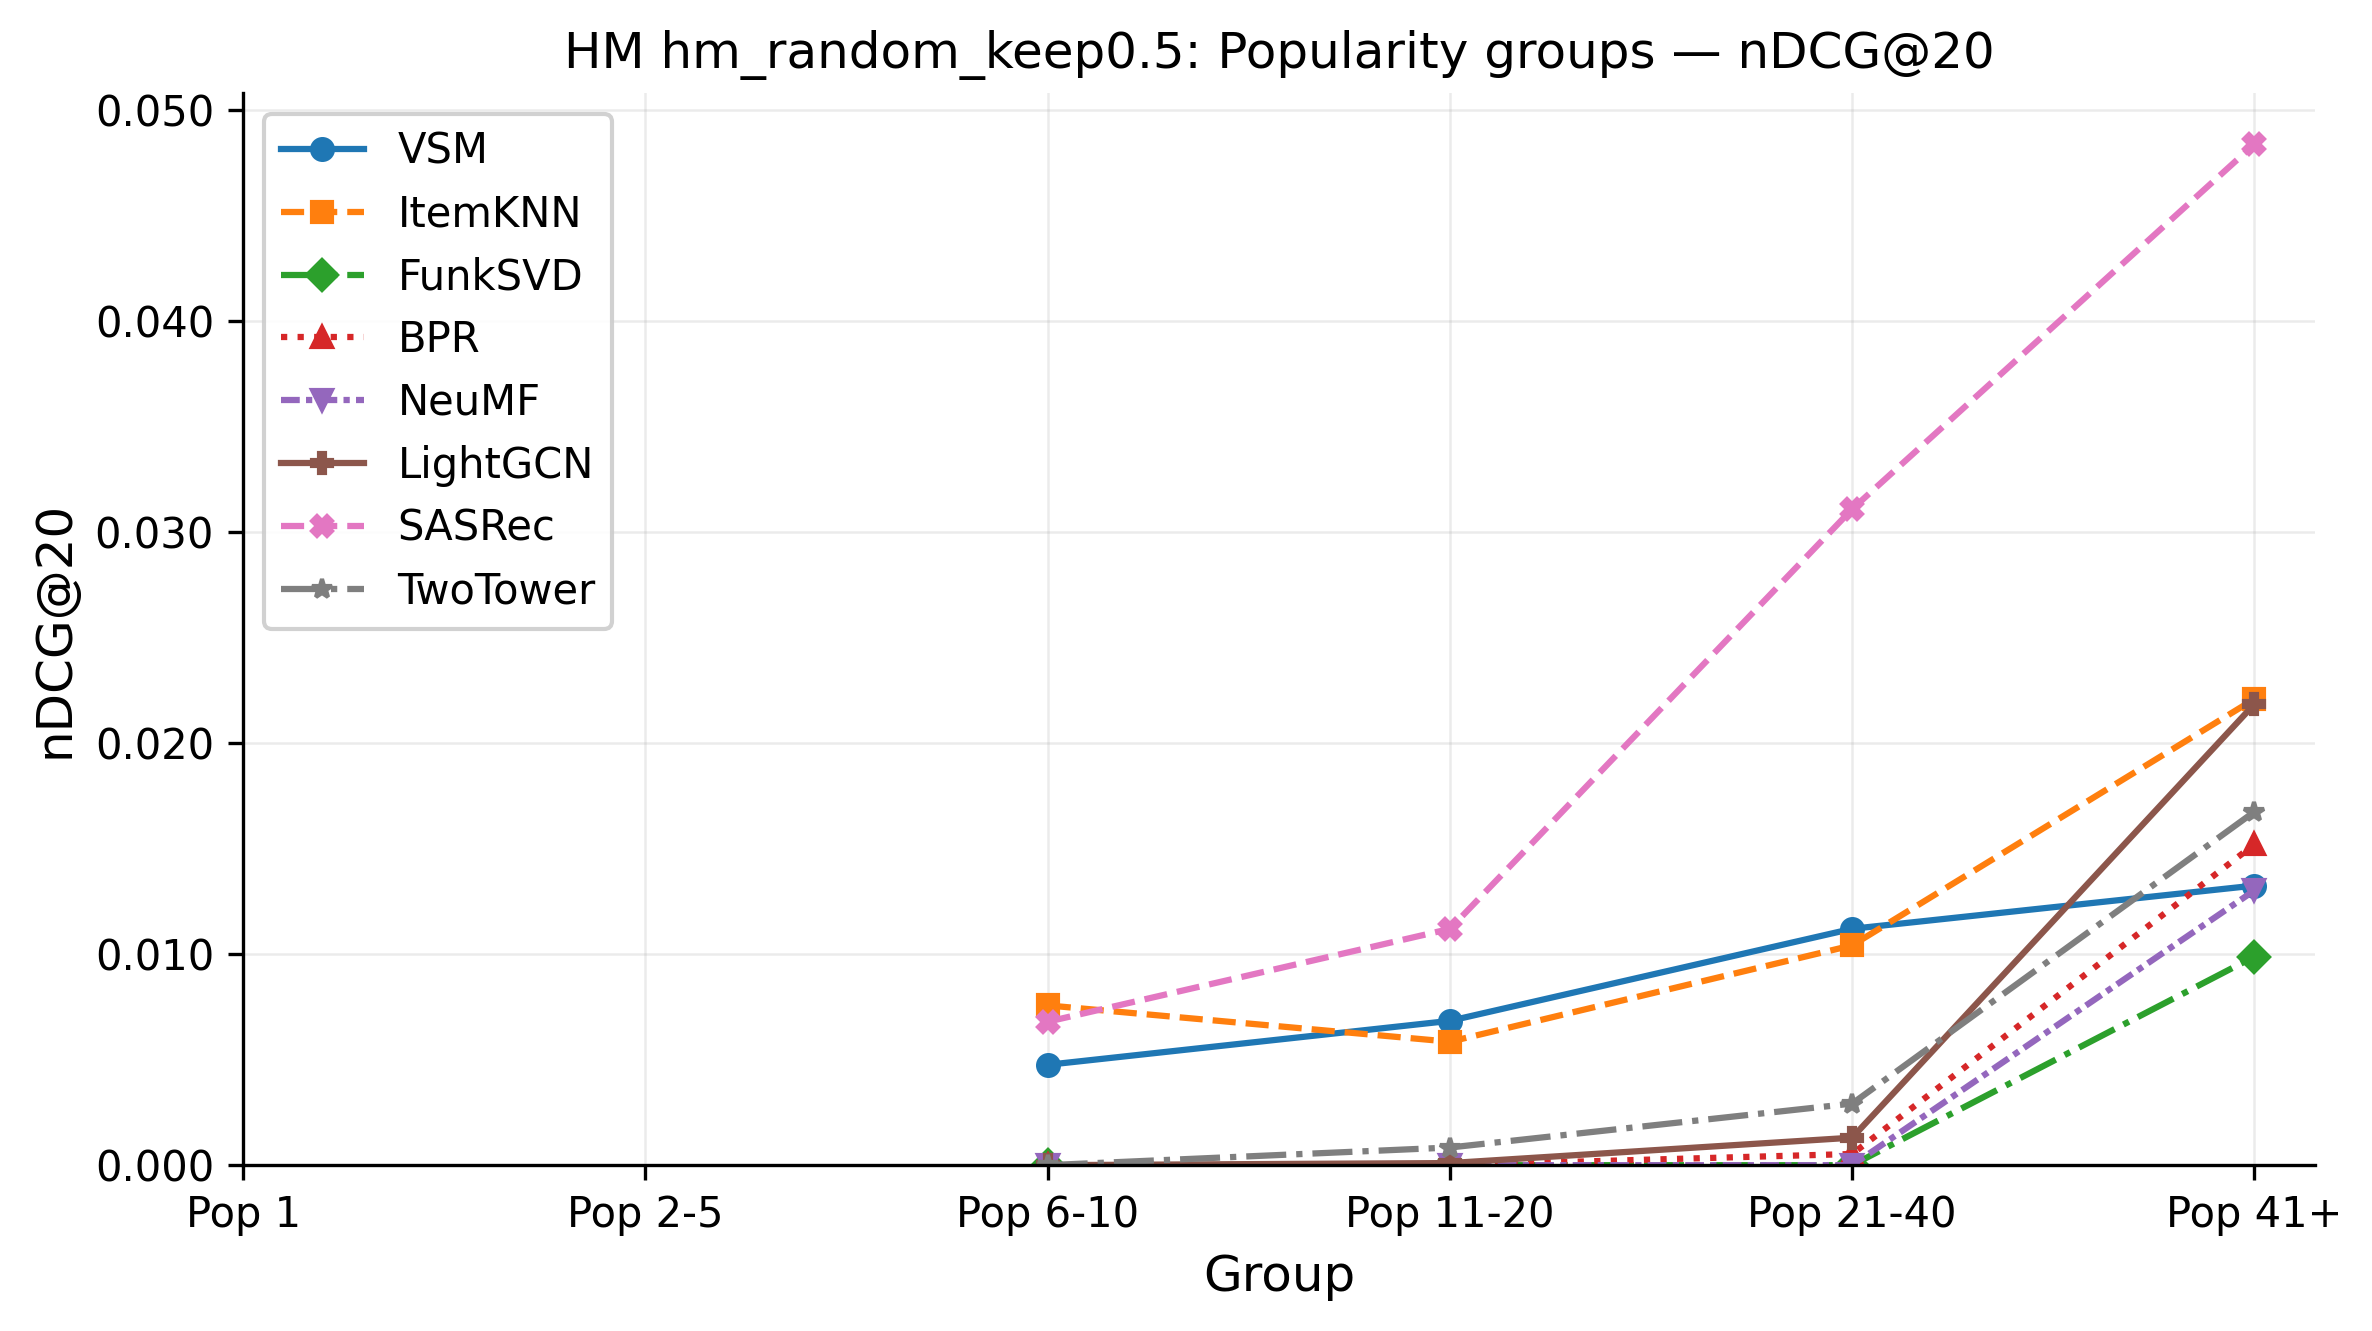 HM hm_random_keep0.5: Popularity groups — nDCG@20
nDCG@20
0.050
0.040
0.030
0.020
0.010
0.000
VSM
ItemKNN
FunkSVD
BPR
NeuMF
LightGCN
SASRec
TwoTower
Pop 1 Pop 2-5 Pop 6-10 Pop 11-20 Pop 21-40 Pop 41+
Group